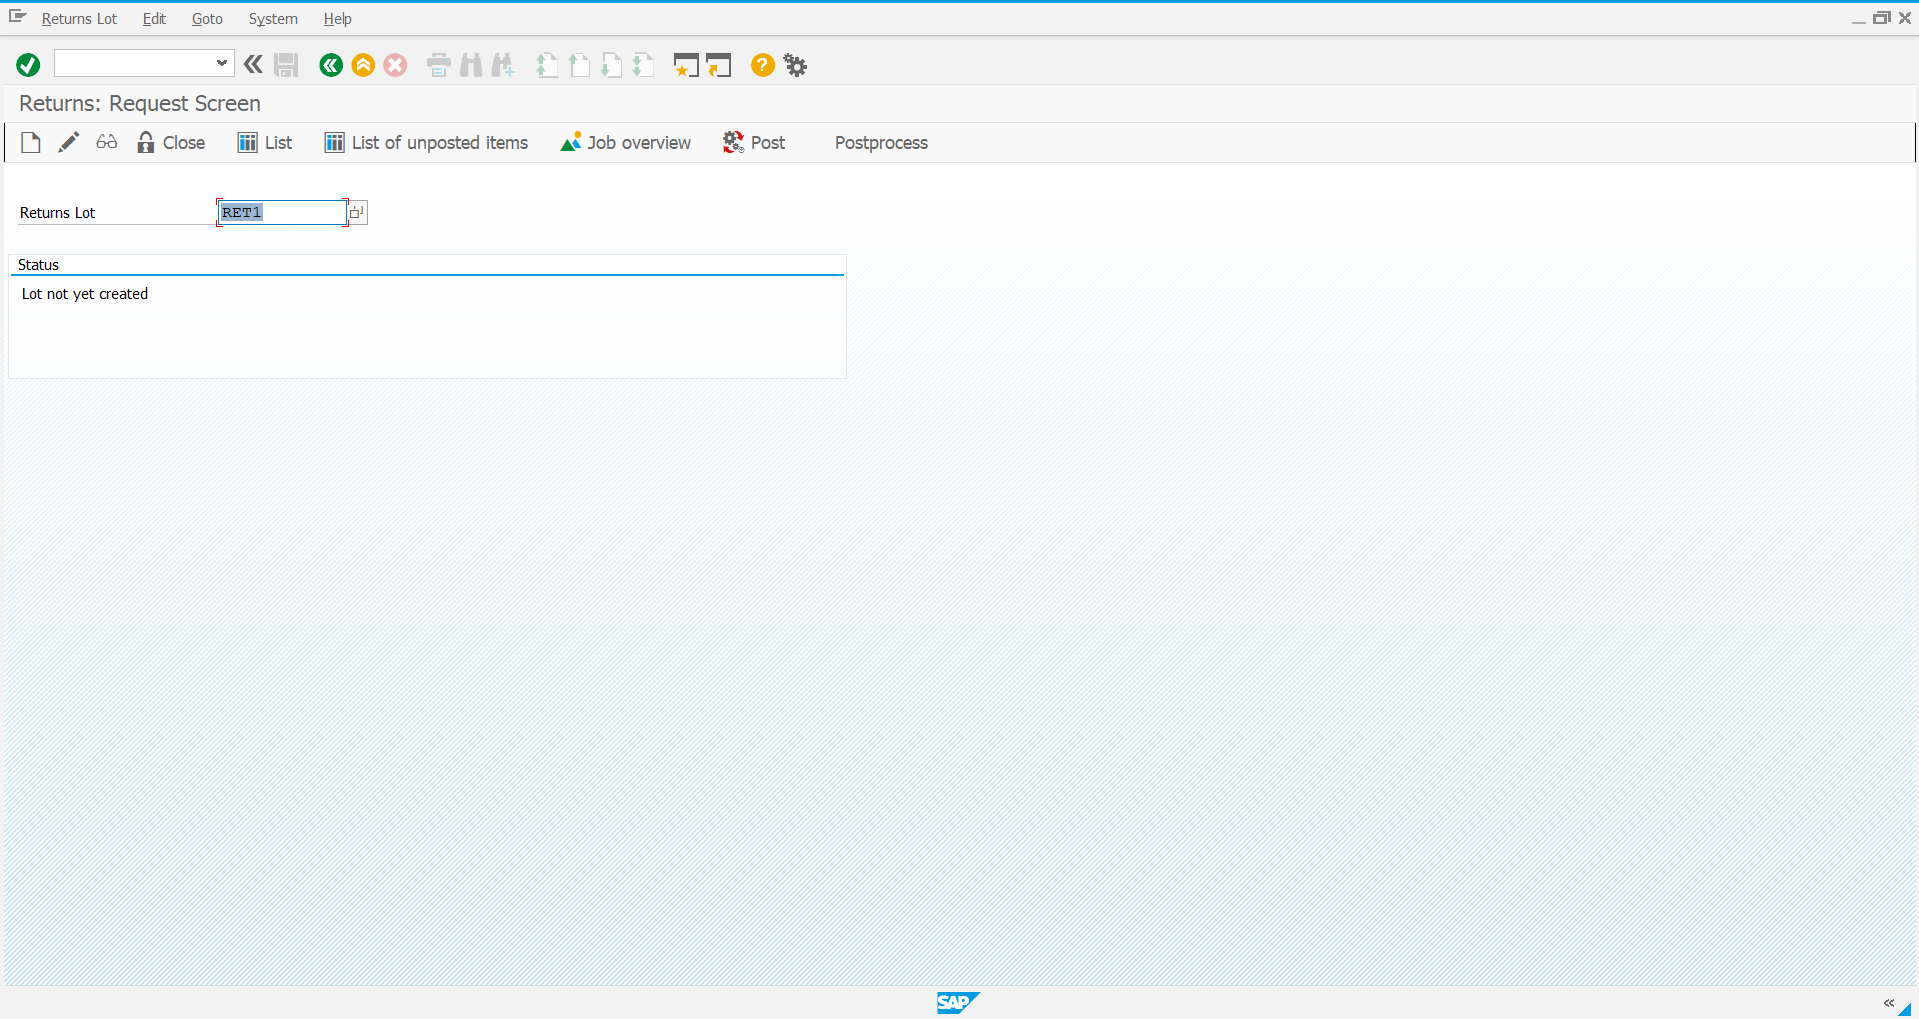 Returns Lot Edit Goto System Help
Returns: Request Screen
Close List List of unposted items Job overview Post Postprocess
Returns Lot RET1
Status
Lot not yet created
SAP